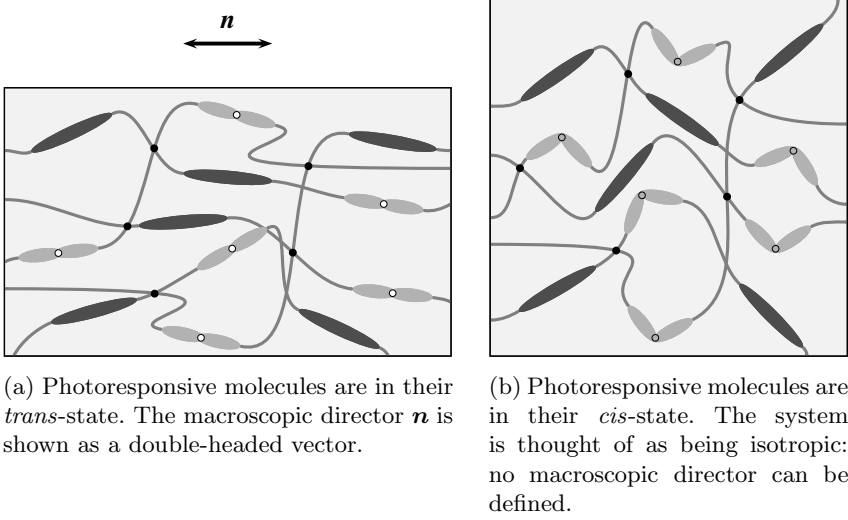 n
(a) Photoresponsive molecules are in their
trans-state. The macroscopic director n is
shown as a double-headed vector.
(b) Photoresponsive molecules are
in their cis-state. The system
is thought of as being isotropic:
no macroscopic director can be
defined.